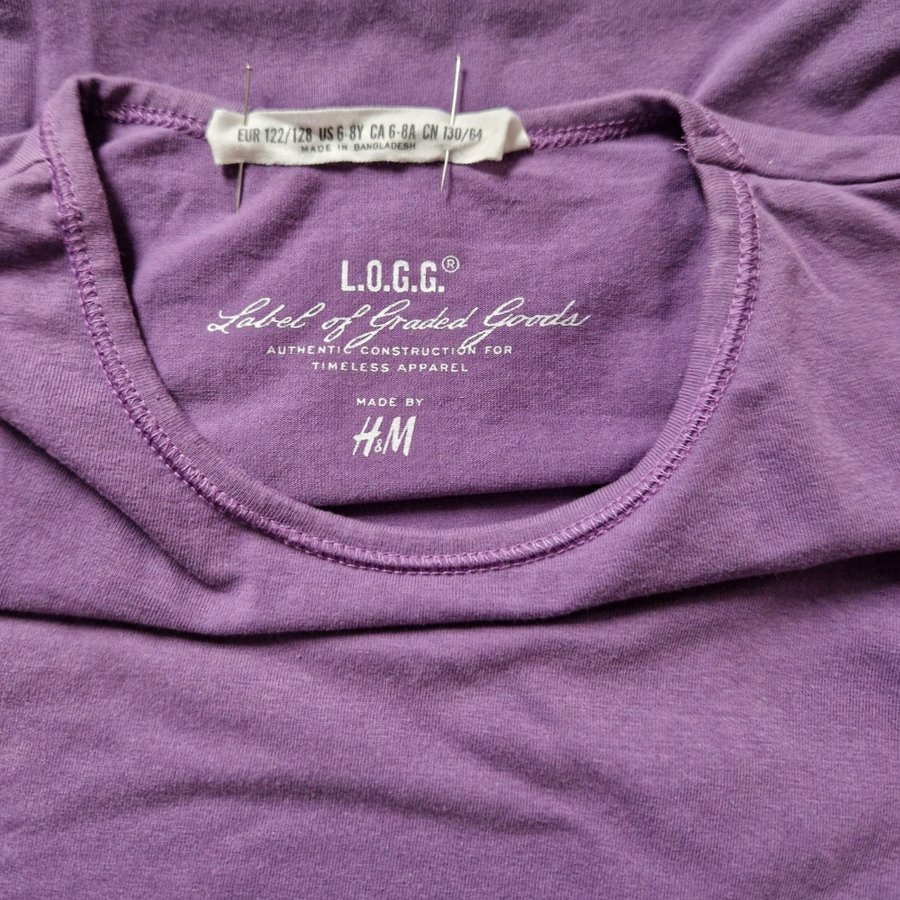 EUR 122/128 US 6-8Y CA 6-8A CN 130/64
MADE IN BANGLADESH
L.O.G.G.®
Label of Graded Goods
AUTHENTIC CONSTRUCTION FOR
TIMELESS APPAREL
MADE BY
H&M